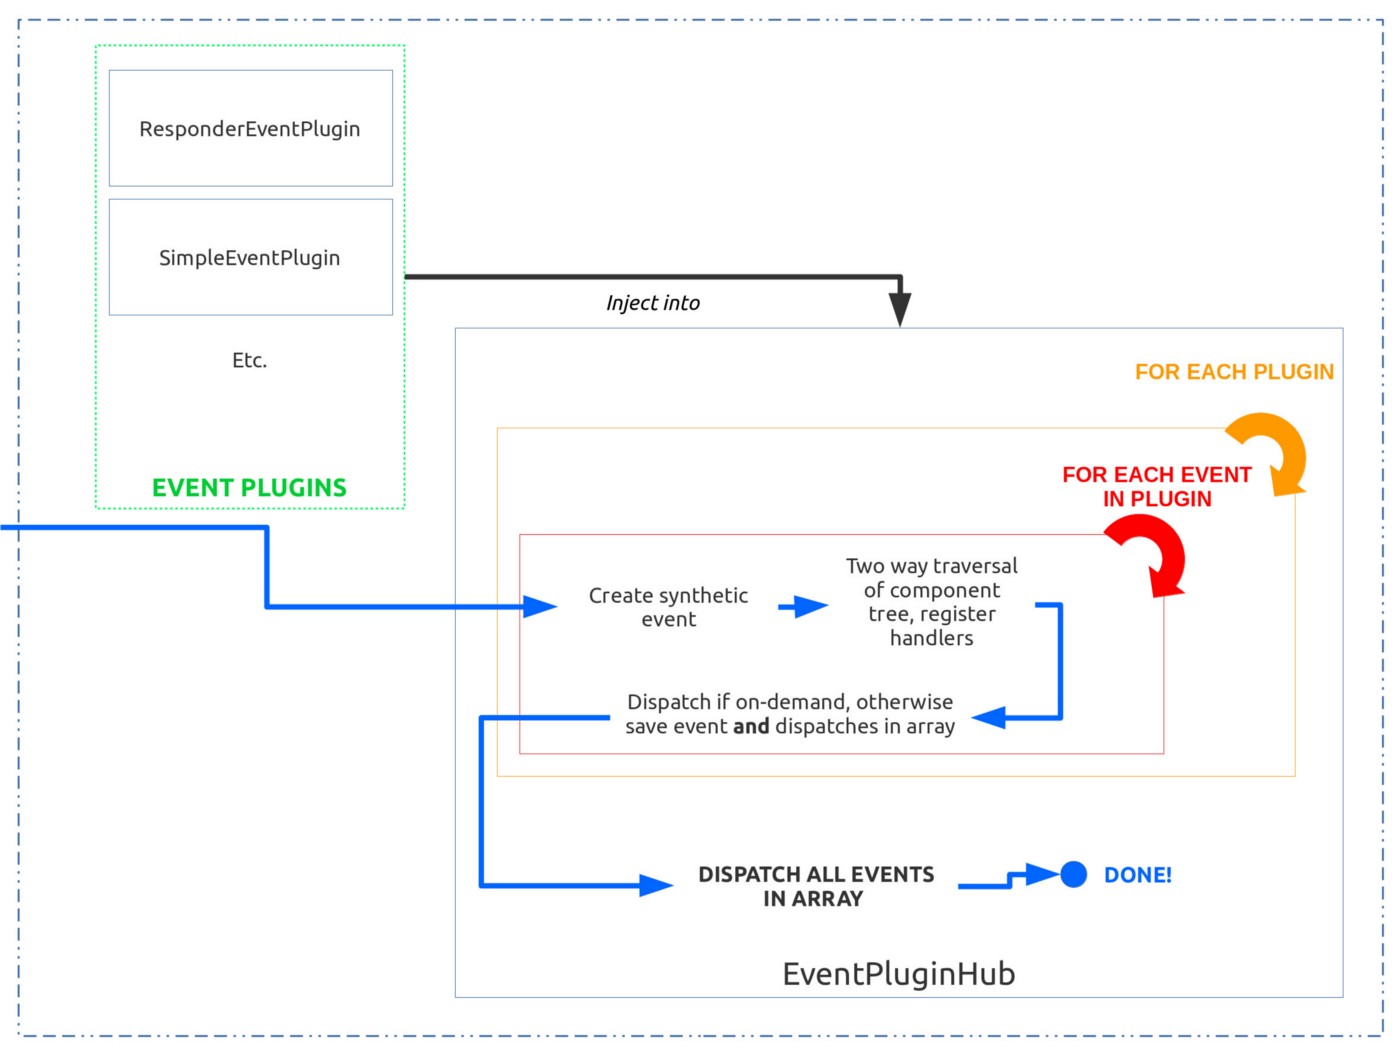 ResponderEventPlugin
SimpleEventPlugin
Etc.
EVENT PLUGINS
Inject into
FOR EACH PLUGIN
FOR EACH EVENT
IN PLUGIN
Create synthetic
event
Two way traversal
of component
tree, register
handlers
Dispatch if on-demand, otherwise
save event and dispatches in array
DISPATCH ALL EVENTS
IN ARRAY
DONE!
EventPluginHub